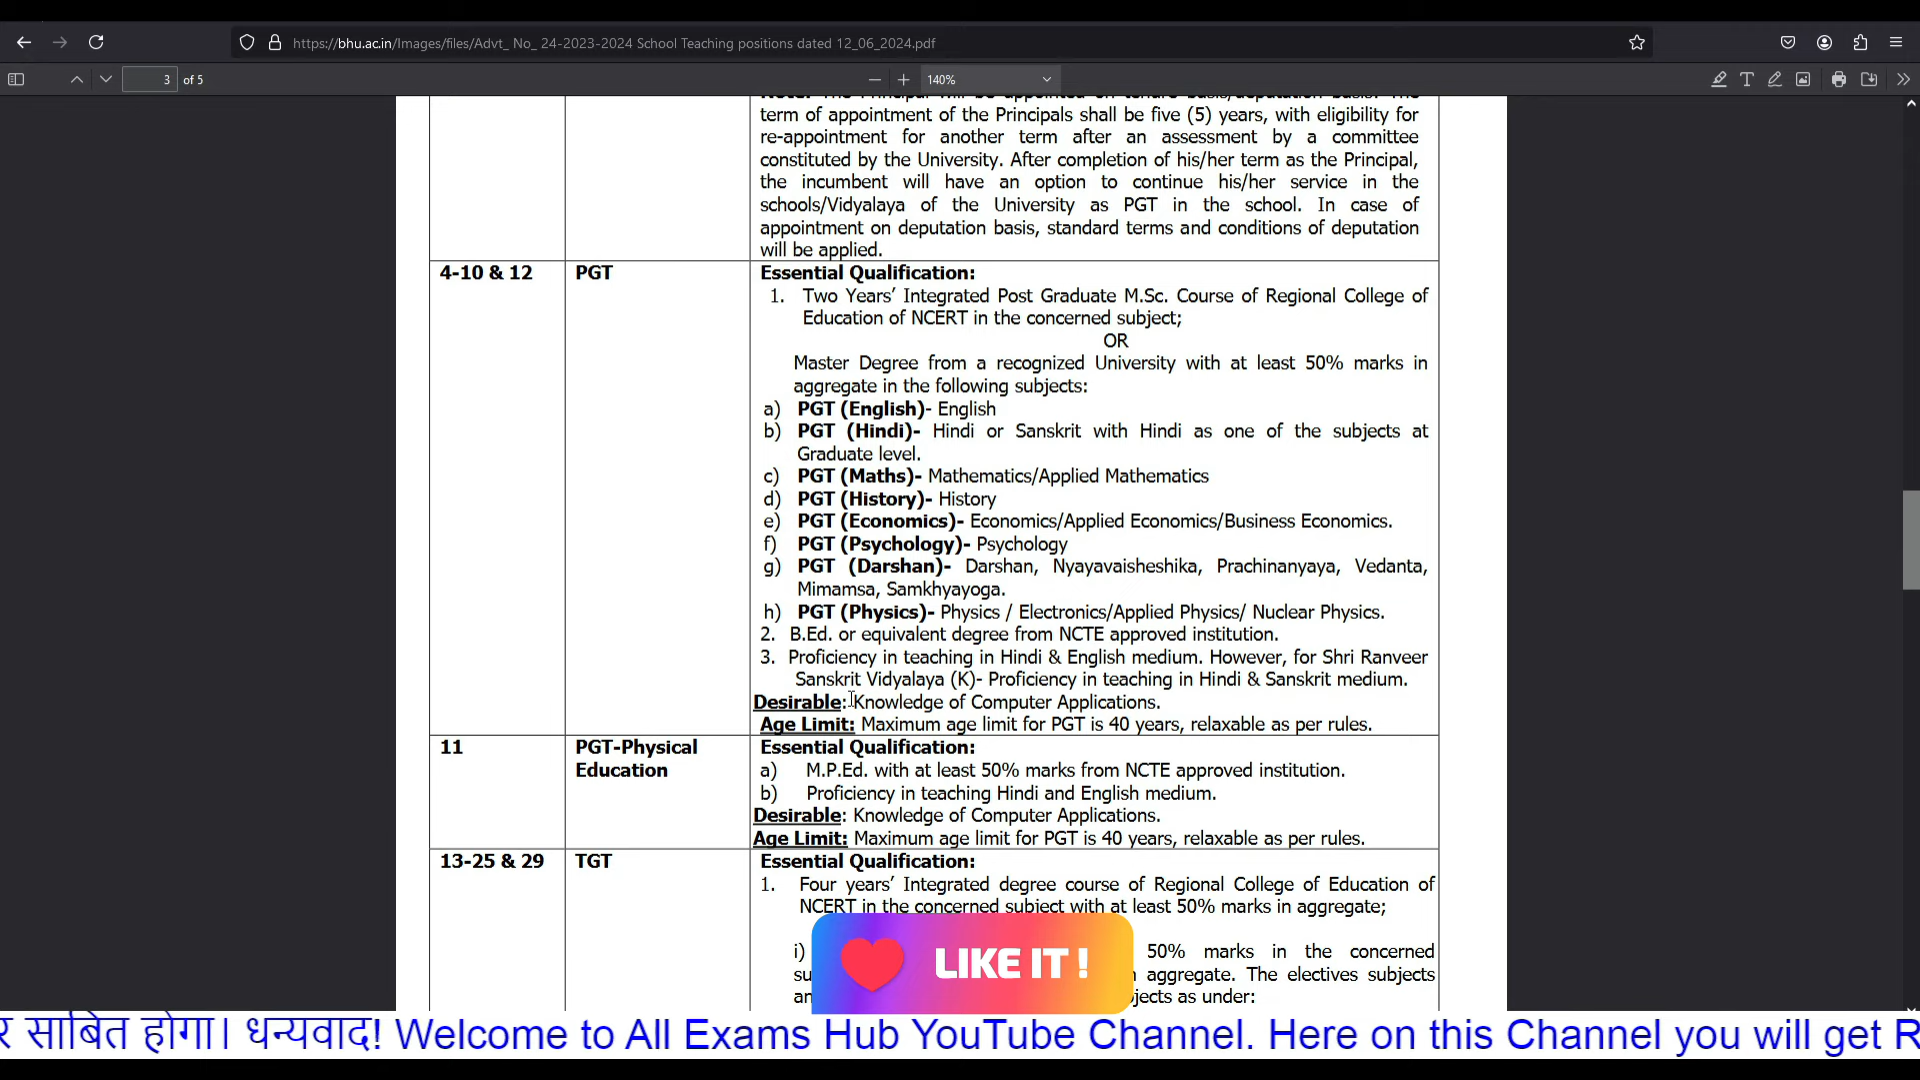 https://bhu.ac.in/Images/files/Advt_ No_ 24-2023-2024 School Teaching positions dated 12_06_2024.pdf
3 of 5
140%
Note: The Principal will be appointed on tenure basis/deputation basis. The
term of appointment of the Principals shall be five (5) years, with eligibility for
re-appointment for another term after an assessment by a committee
constituted by the University. After completion of his/her term as the Principal,
the incumbent will have an option to continue his/her service in the
schools/Vidyalaya of the University as PGT in the school. In case of
appointment on deputation basis, standard terms and conditions of deputation
will be applied.
4-10 & 12
PGT
Essential Qualification:
1. Two Years’ Integrated Post Graduate M.Sc. Course of Regional College of
Education of NCERT in the concerned subject;
OR
Master Degree from a recognized University with at least 50% marks in
aggregate in the following subjects:
a) PGT (English)- English
b) PGT (Hindi)- Hindi or Sanskrit with Hindi as one of the subjects at
Graduate level.
c) PGT (Maths)- Mathematics/Applied Mathematics
d) PGT (History)- History
e) PGT (Economics)- Economics/Applied Economics/Business Economics.
f) PGT (Psychology)- Psychology
g) PGT (Darshan)- Darshan, Nyayavaisheshika, Prachinanyaya, Vedanta,
Mimamsa, Samkhyayoga.
h) PGT (Physics)- Physics / Electronics/Applied Physics/ Nuclear Physics.
2. B.Ed. or equivalent degree from NCTE approved institution.
3. Proficiency in teaching in Hindi & English medium. However, for Shri Ranveer
Sanskrit Vidyalaya (K)- Proficiency in teaching in Hindi & Sanskrit medium.
Desirable: Knowledge of Computer Applications.
Age Limit: Maximum age limit for PGT is 40 years, relaxable as per rules.
11
PGT-Physical
Education
Essential Qualification:
a) M.P.Ed. with at least 50% marks from NCTE approved institution.
b) Proficiency in teaching Hindi and English medium.
Desirable: Knowledge of Computer Applications.
Age Limit: Maximum age limit for PGT is 40 years, relaxable as per rules.
13-25 & 29
TGT
Essential Qualification:
1. Four years’ Integrated degree course of Regional College of Education of
NCERT in the concerned subject with at least 50% marks in aggregate;
i) 50% marks in the concerned
su aggregate. The electives subjects
an jects as under:
LIKE IT !
र साबित होगा। धन्यवाद! Welcome to All Exams Hub YouTube Channel. Here on this Channel you will get R